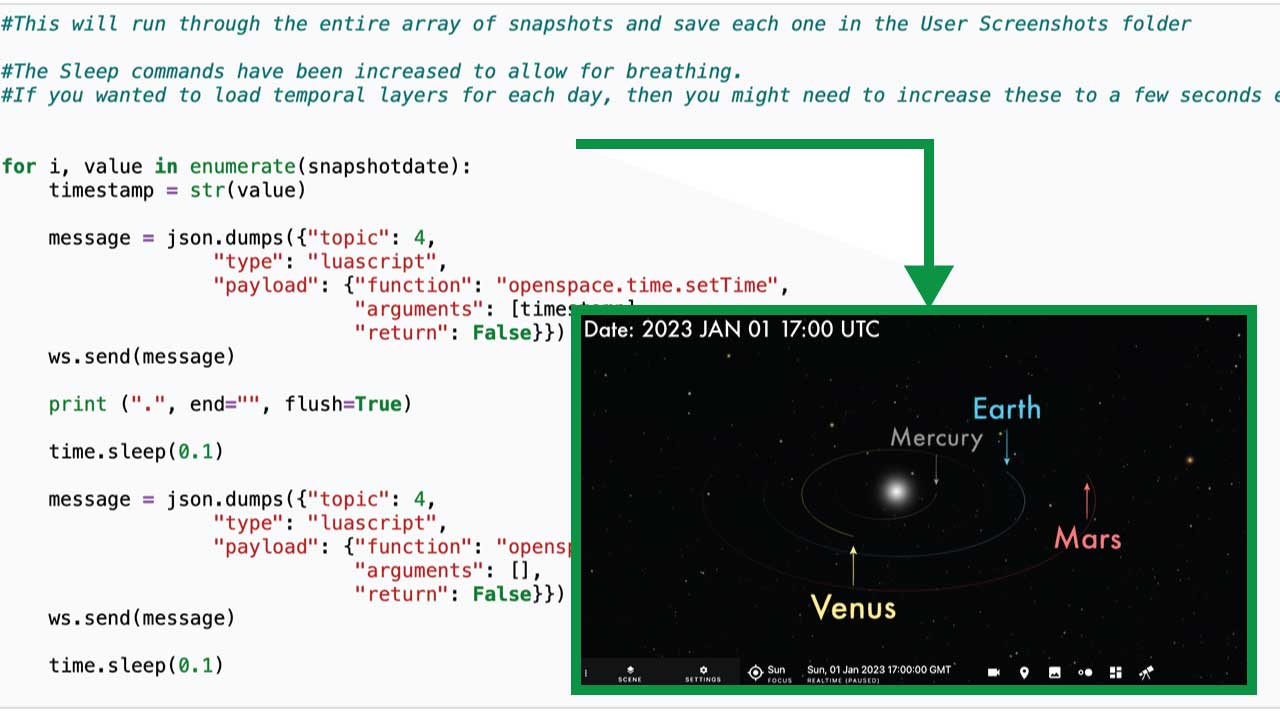 #This will run through the entire array of snapshots and save each one in the User Screenshots folder
#The Sleep commands have been increased to allow for breathing.
#If you wanted to load temporal layers for each day, then you might need to increase these to a few seconds
for i, value in enumerate(snapshotdate):
timestamp = str(value)
message = json.dumps({"topic": 4,
"type": "luascript",
"payload": {"function": "openspace.time.setTime",
"arguments":
"return": False}})
ws.send(message)
print (".", end="", flush=True)
time.sleep(0.1)
message = json.dumps({"topic": 4,
"type": "luascript",
"payload": {"function":
"arguments": [],
"return": False}})
ws.send(message)
time.sleep(0.1)
Date: 2023 JAN 01 17:00 UTC
Earth
Mercury
Mars
Venus
SCENE
SETTINGS
Sun
FOCUS
Sun, 01 Jan 2023 17:00:00 GMT
REALTIME (PAUSED)